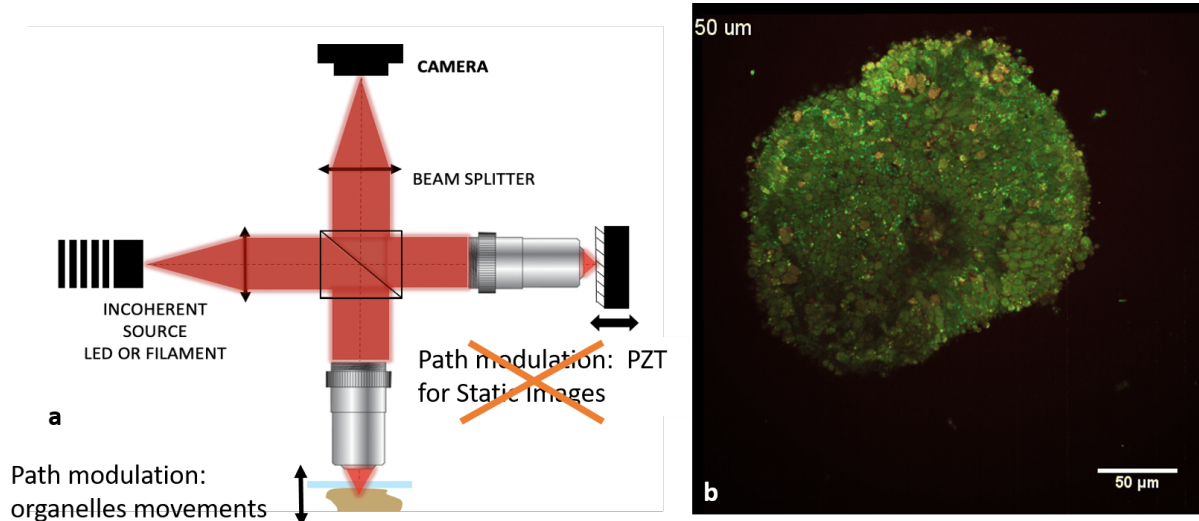 CAMERA
BEAM SPLITTER
INCOHERENT
SOURCE
LED OR FILAMENT
Path modulation: PZT
for Static Images
a
Path modulation:
organelles movements
50 um
b
50 µm